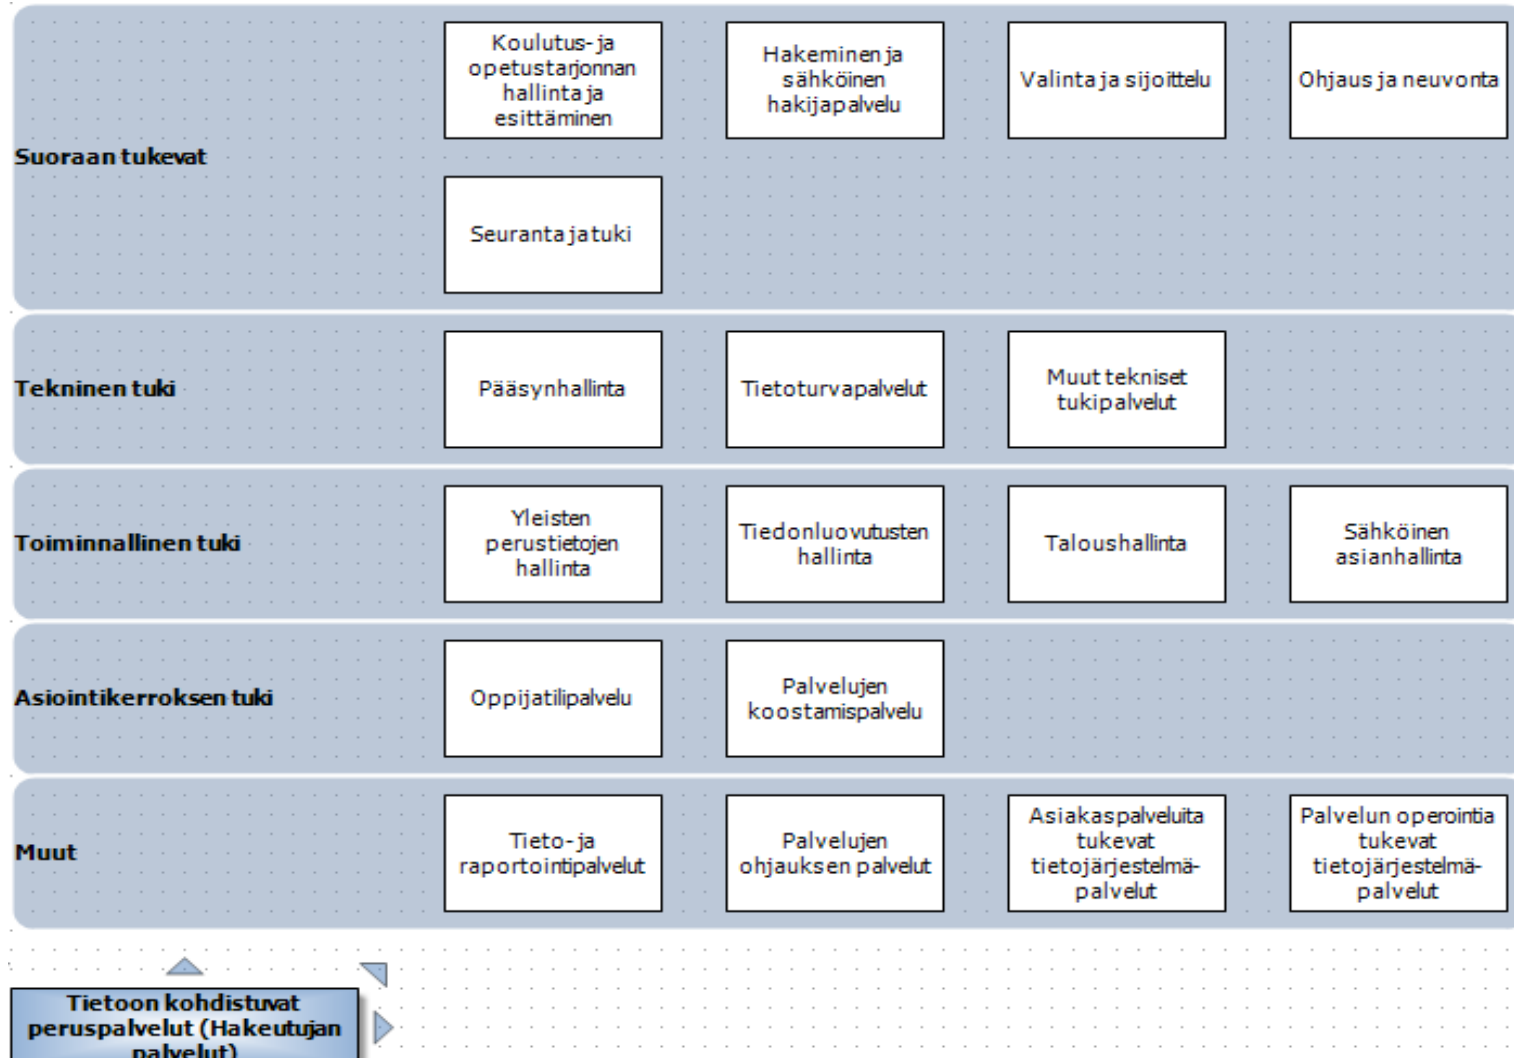 Suoraan tukevat
Koulutus- ja
opetustarjonnan
hallinta ja
esittäminen
Hakeminen ja
sähköinen
hakijapalvelu
Valinta ja sijoittelu
Ohjaus ja neuvonta
Seuranta ja tuki
Tekninen tuki
Pääsynhallinta
Tietoturvapalvelut
Muut tekniset
tukipalvelut
Toiminnallinen tuki
Yleisten
perustietojen
hallinta
Tiedonluovutusten
hallinta
Taloushallinta
Sähköinen
asianhallinta
Asiointikerroksen tuki
Oppijatilipalvelu
Palvelujen
koostamispalvelu
Muut
Tieto- ja
raportointipalvelut
Palvelujen
ohjauksen palvelut
Asiakaspalveluita
tukevat
tietojärjestelmä-
palvelut
Palvelun operointia
tukevat
tietojärjestelmä-
palvelut
Tietoon kohdistuvat
peruspalvelut (Hakeutujan
palvelut)